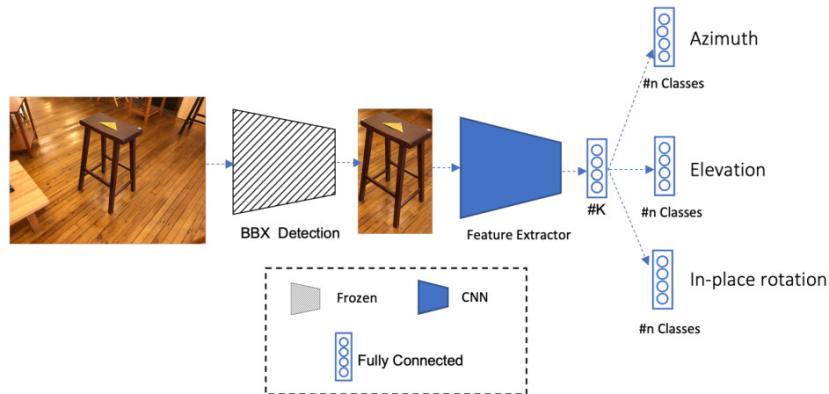 Azimuth
#n Classes
BBX Detection
Feature Extractor
#K
Elevation
#n Classes
In-place rotation
#n Classes
Frozen
CNN
Fully Connected